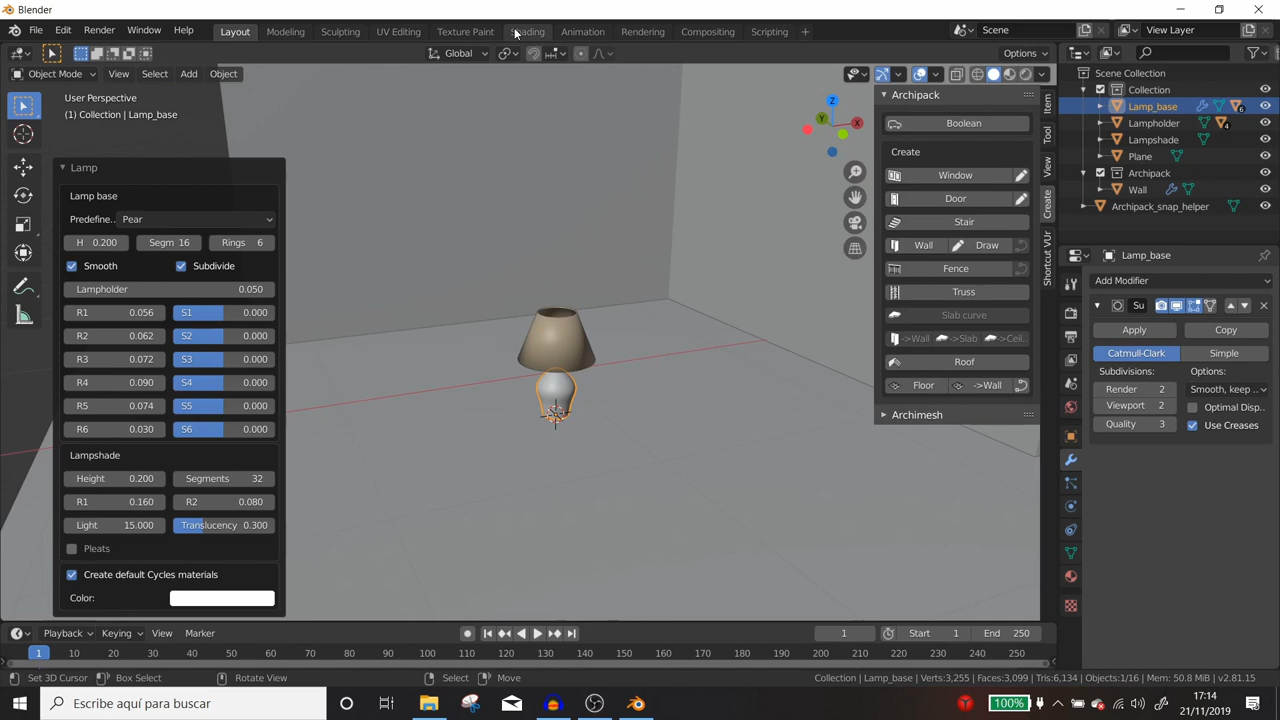 Blender
File Edit Render Window Help
Layout Modeling Sculpting UV Editing Texture Paint Shading Animation Rendering Compositing Scripting +
Scene
View Layer
Global
Options
Object Mode View Select Add Object
User Perspective
(1) Collection | Lamp_base
Lamp
Lamp base
Predefine.. Pear
H 0.200 Segm 16 Rings 6
Smooth Subdivide
Lampholder 0.050
R1 0.056 S1 0.000
R2 0.062 S2 0.000
R3 0.072 S3 0.000
R4 0.090 S4 0.000
R5 0.074 S5 0.000
R6 0.030 S6 0.000
Lampshade
Height 0.200 Segments 32
R1 0.160 R2 0.080
Light 15.000 Translucency 0.300
Pleats
Create default Cycles materials
Color:
Z
Y
X
Archipack
Boolean
Create
Window
Door
Stair
Wall Draw
Fence
Truss
Slab curve
->Wall ->Slab ->Ceil..
Roof
Floor ->Wall
Archimesh
Item
Tool
View
Create
Shortcut VUr
Scene Collection
Collection
Lamp_base 6
Lampholder 4
Lampshade
Plane
Archipack
Wall
Archipack_snap_helper
Lamp_base
Add Modifier
Su
Apply Copy
Catmull-Clark Simple
Subdivisions: Options:
Render 2 Smooth, keep ..
Viewport 2 Optimal Disp..
Quality 3 Use Creases
Playback Keying View Marker
1 Start 1 End 250
1 10 20 30 40 50 60 70 80 90 100 110 120 130 140 150 160 170 180 190 200 210 220 230 240 250
Set 3D Cursor Box Select Rotate View Select Move
Collection | Lamp_base | Verts:3,255 | Faces:3,099 | Tris:6,134 | Objects:1/16 | Mem: 50.8 MiB | v2.81.15
Escribe aquí para buscar
100%
17:14
21/11/2019